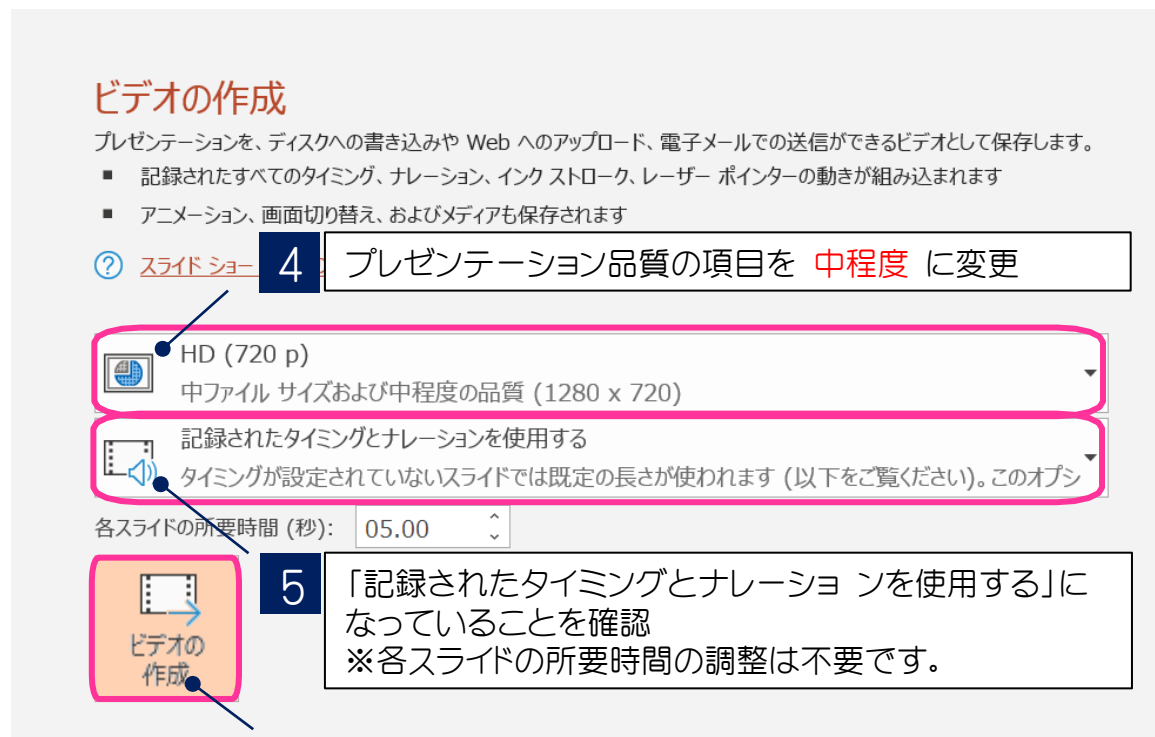 ビデオの作成
プレゼンテーションを、ディスクへの書き込みや Web へのアップロード、電子メールでの送信ができるビデオとして保存します。
■ 記録されたすべてのタイミング、ナレーション、インク ストローク、レーザー ポインターの動きが組み込まれます
■ アニメーション、画面切り替え、およびメディアも保存されます
? スライド ショー
4 プレゼンテーション品質の項目を 中程度 に変更
HD (720 p)
中ファイル サイズおよび中程度の品質 (1280 x 720)
記録されたタイミングとナレーションを使用する
タイミングが設定されていないスライドでは既定の長さが使われます (以下をご覧ください)。このオプシ
各スライドの所要時間 (秒): 05.00
5 「記録されたタイミングとナレーショ ンを使用する」に
なっていることを確認
※各スライドの所要時間の調整は不要です。
ビデオの
作成